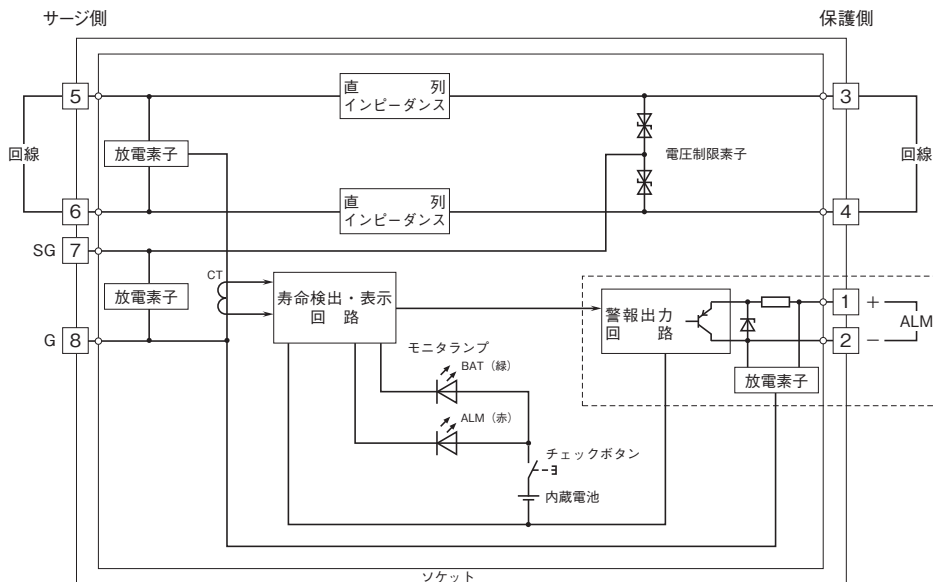 サージ側
保護側
5
直 列
インピーダンス
3
回線
放電素子
電圧制限素子
回線
6
直 列
インピーダンス
4
SG 7
放電素子
CT
寿命検出・表示
回 路
警報出力
回 路
1 +
ALM
2 −
G 8
放電素子
モニタランプ
BAT（緑）
ALM（赤）
チェックボタン
内蔵電池
ソケット